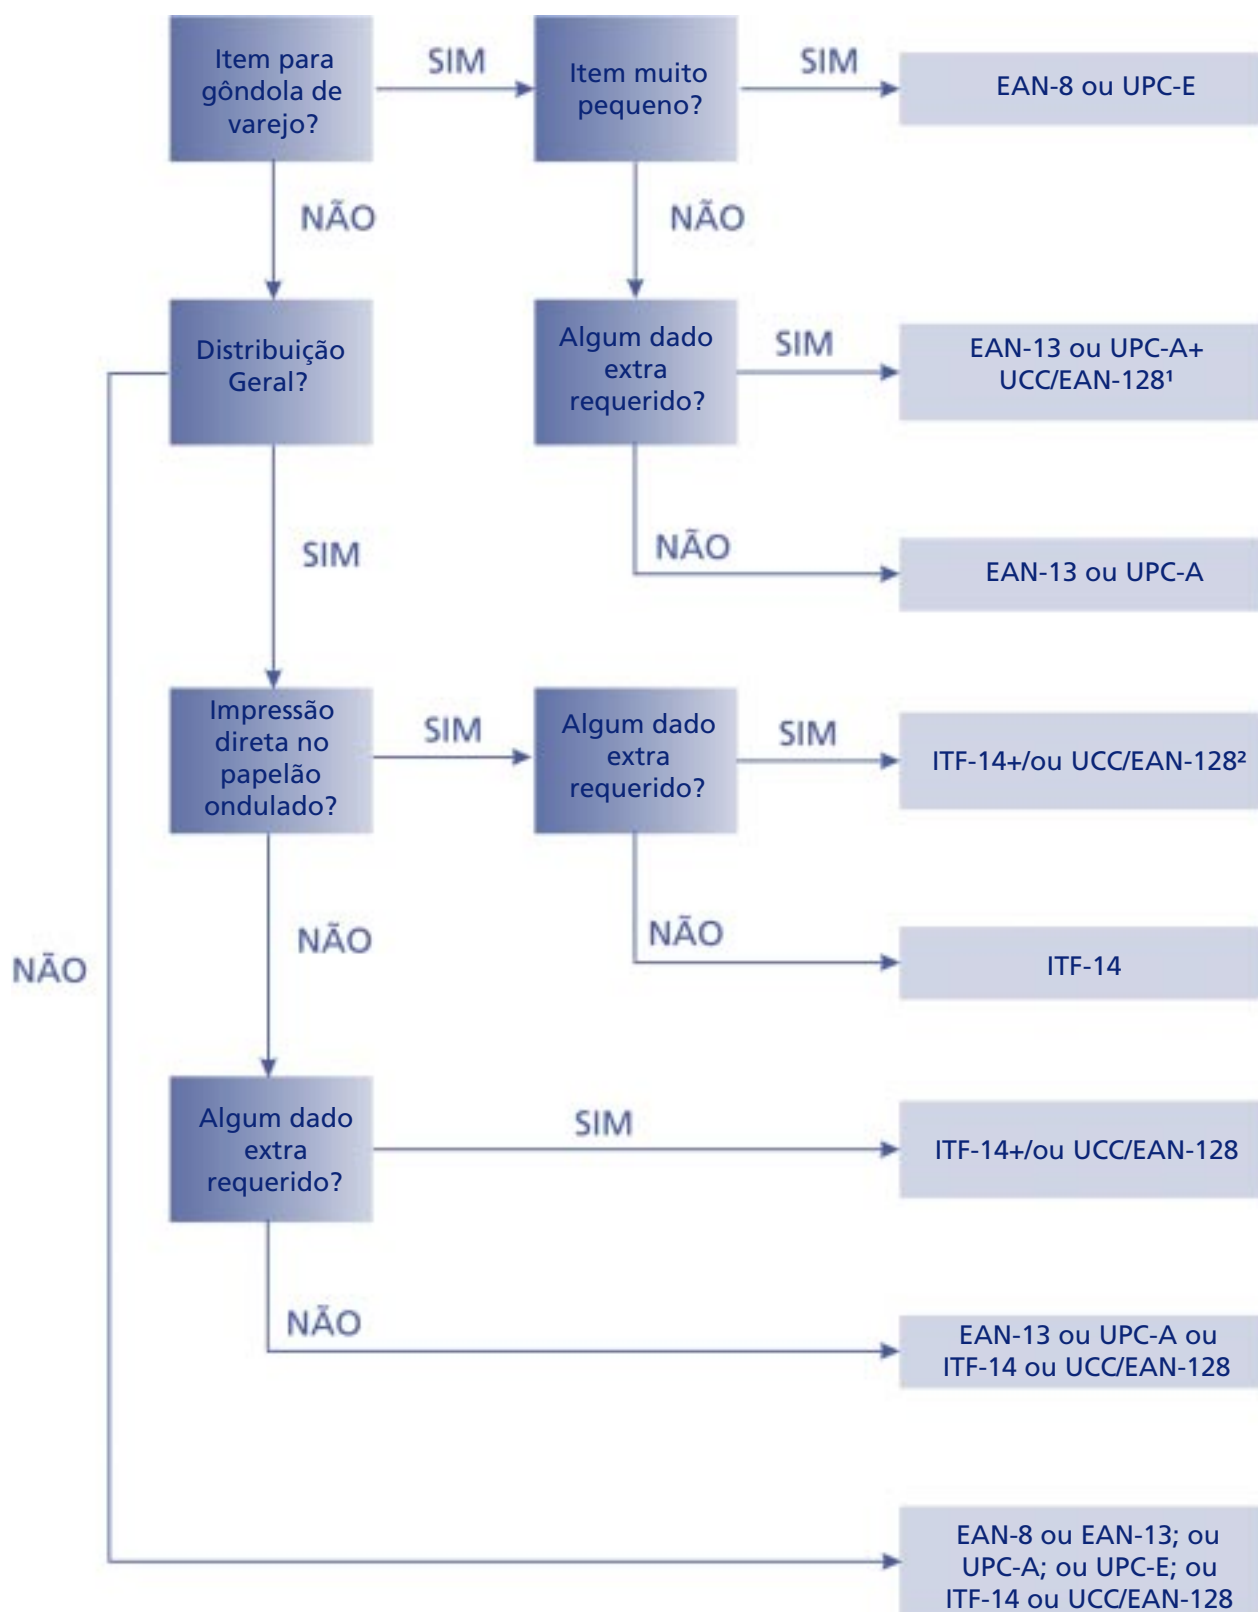 Item para
gôndola de
varejo?
SIM
Item muito
pequeno?
SIM
EAN-8 ou UPC-E
NÃO
NÃO
Distribuição
Geral?
Algum dado
extra
requerido?
SIM
EAN-13 ou UPC-A+
UCC/EAN-128¹
SIM
NÃO
EAN-13 ou UPC-A
Impressão
direta no
papelão
ondulado?
SIM
Algum dado
extra
requerido?
SIM
ITF-14+/ou UCC/EAN-128²
NÃO
NÃO
NÃO
ITF-14
Algum dado
extra
requerido?
SIM
ITF-14+/ou UCC/EAN-128
NÃO
EAN-13 ou UPC-A ou
ITF-14 ou UCC/EAN-128
EAN-8 ou EAN-13; ou
UPC-A; ou UPC-E; ou
ITF-14 ou UCC/EAN-128